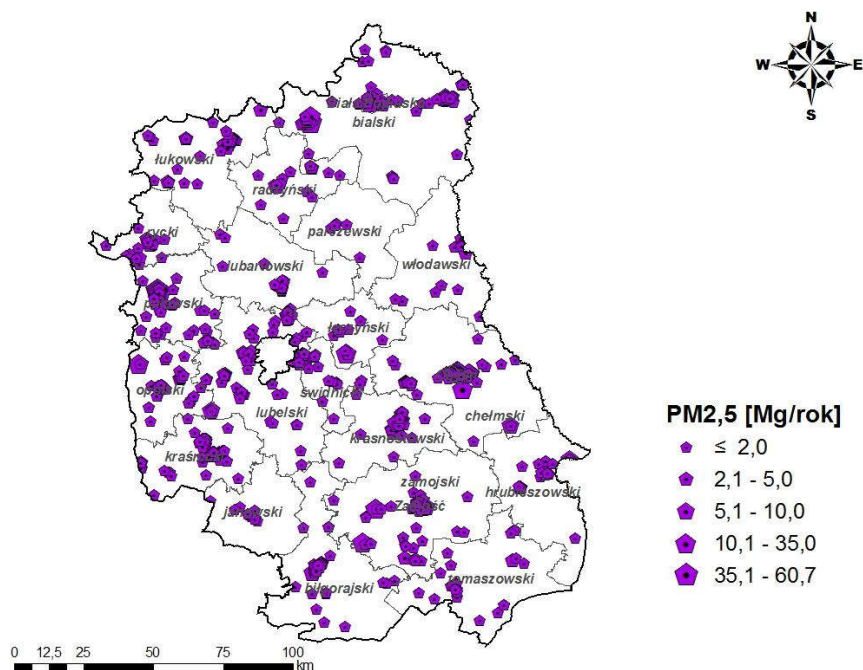 N
W E
S
bialski
łukowski
radzyński
parczewski
rycki
lubartowski
włodawski
puławski
łęczyński
opolski
świdnicki
lubelski
chełmski
krasnostawski
kraśnicki
zamojski
hrubieszowski
Zamość
janowski
tomaszowski
biłgorajski
PM2,5 [Mg/rok]
≤ 2,0
2,1 - 5,0
5,1 - 10,0
10,1 - 35,0
35,1 - 60,7
0 12,5 25 50 75 100
km